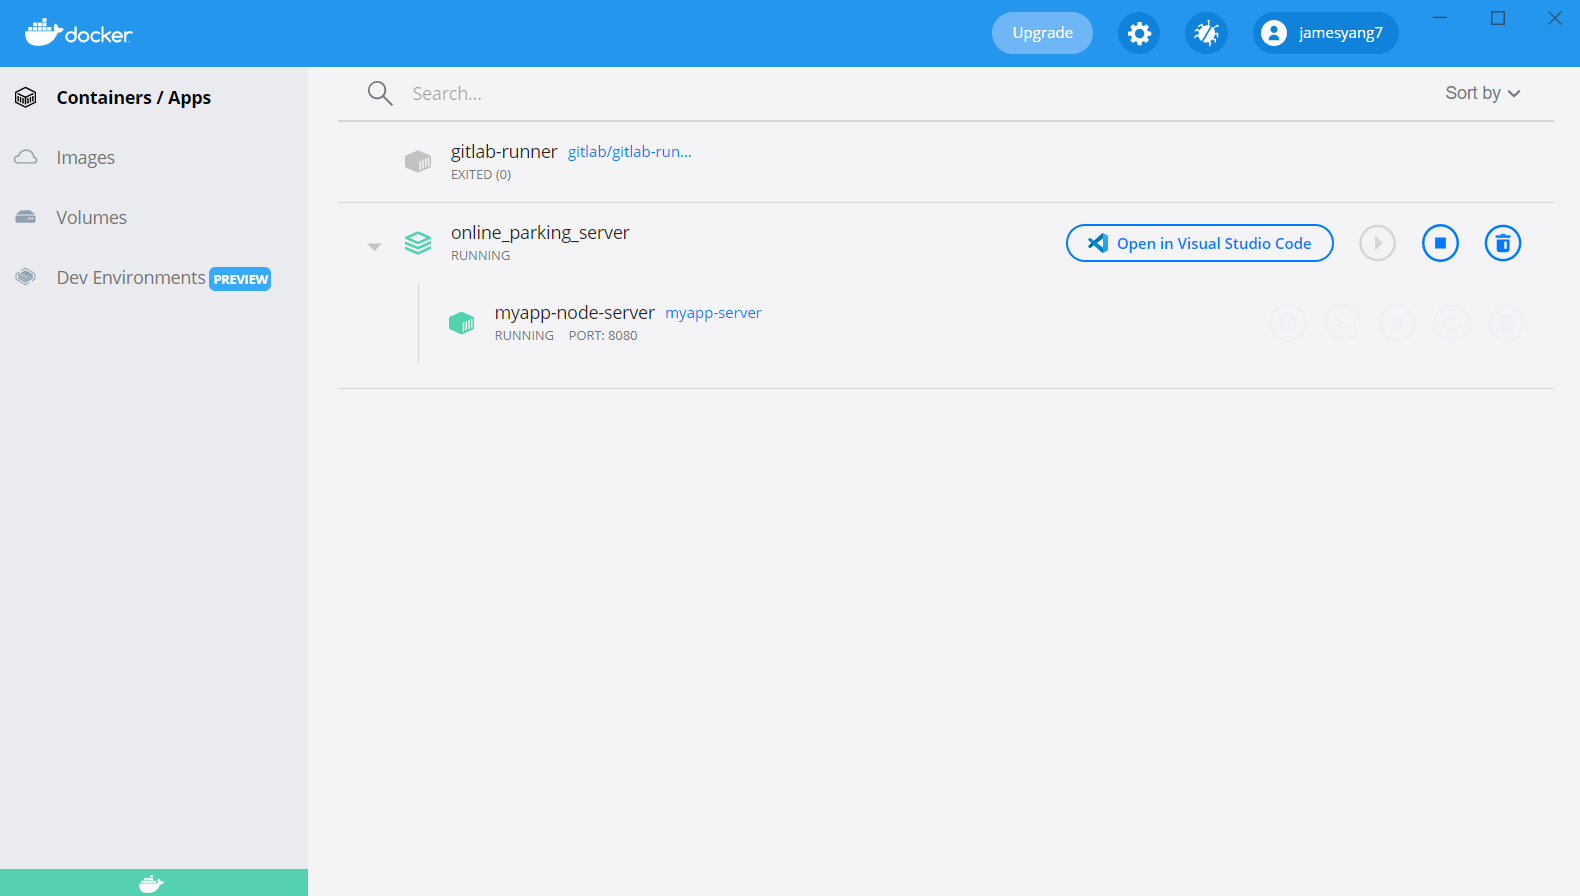 docker
Upgrade
jamesyang7
Containers / Apps
Images
Volumes
Dev Environments PREVIEW
Search...
Sort by
gitlab-runner gitlab/gitlab-run...
EXITED (0)
online_parking_server
RUNNING
Open in Visual Studio Code
myapp-node-server myapp-server
RUNNING PORT: 8080